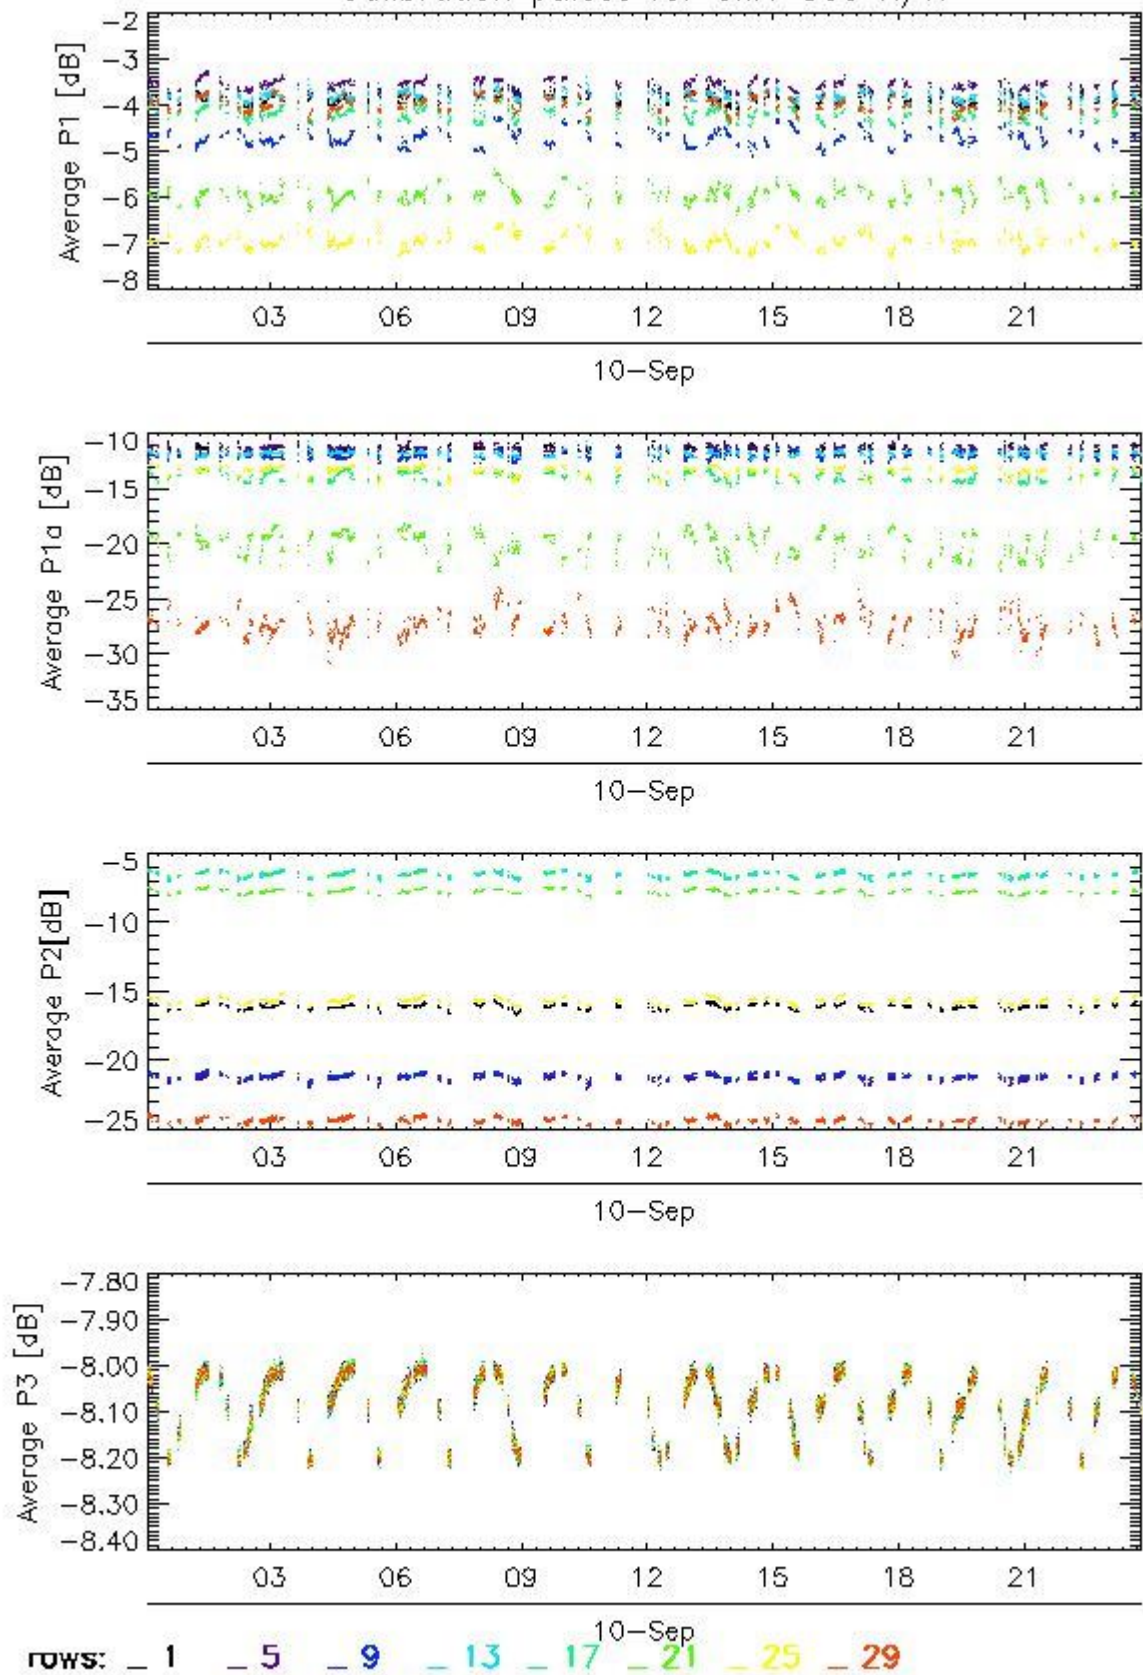 Average P1 [dB]
-2
-3
-4
-5
-6
-7
-8
03 06 09 12 15 18 21
10-Sep
Average P1a [dB]
-10
-15
-20
-25
-30
-35
03 06 09 12 15 18 21
10-Sep
Average P2[dB]
-5
-10
-15
-20
-25
03 06 09 12 15 18 21
10-Sep
Average P3 [dB]
-7.80
-7.90
-8.00
-8.10
-8.20
-8.30
-8.40
03 06 09 12 15 18 21
10-Sep
rows: _ 1 _ 5 _ 9 _ 13 _ 17 _ 21 _ 25 _ 29